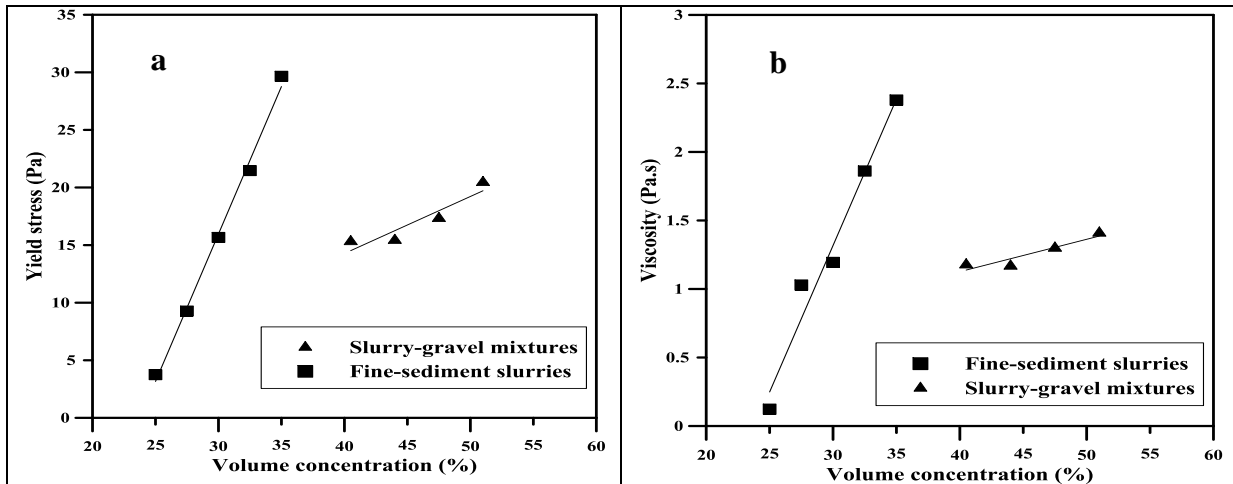 a
35
30
25
20
15
10
5
0
Yield stress (Pa)
20 25 30 35 40 45 50 55 60
Volume concentration (%)
Slurry-gravel mixtures
Fine-sediment slurries
b
3
2.5
2
1.5
1
0.5
0
Viscosity (Pa.s)
20 25 30 35 40 45 50 55 60
Volume concentration (%)
Fine-sediment slurries
Slurry-gravel mixtures